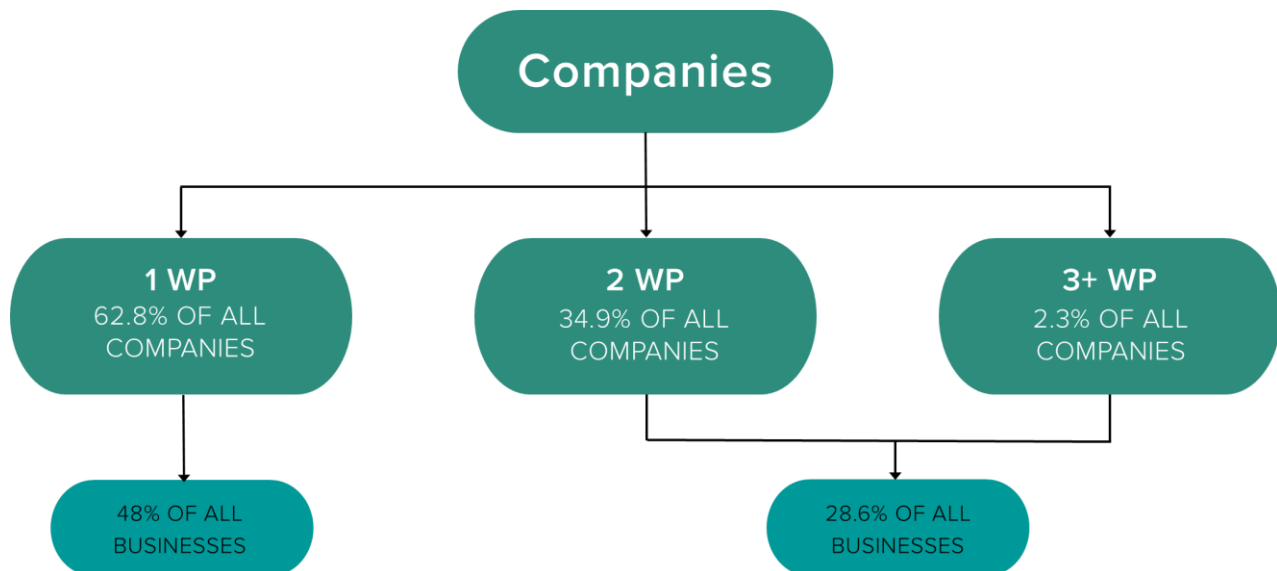 Companies
1 WP
62.8% OF ALL
COMPANIES
2 WP
34.9% OF ALL
COMPANIES
3+ WP
2.3% OF ALL
COMPANIES
48% OF ALL
BUSINESSES
28.6% OF ALL
BUSINESSES